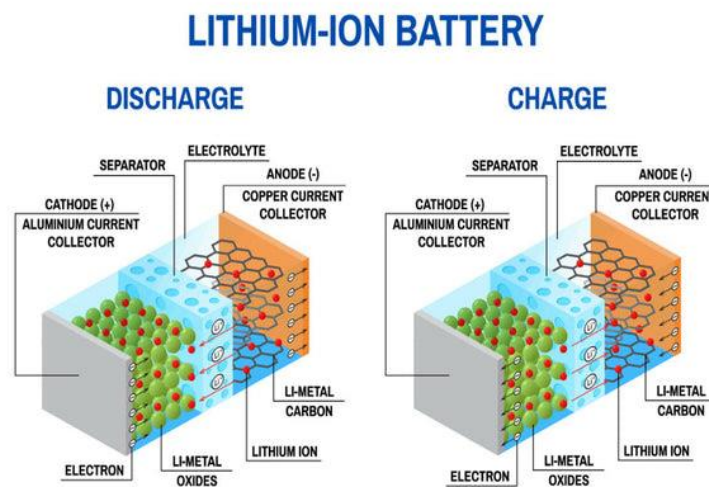 LITHIUM-ION BATTERY
DISCHARGE
ELECTROLYTE
SEPARATOR
ANODE (-)
COPPER CURRENT
COLLECTOR
CATHODE (+)
ALUMINIUM CURRENT
COLLECTOR
LI-METAL
CARBON
LITHIUM ION
LI-METAL
OXIDES
ELECTRON
CHARGE
ELECTROLYTE
SEPARATOR
ANODE (-)
COPPER CURRENT
COLLECTOR
CATHODE (+)
ALUMINIUM CURRENT
COLLECTOR
LI-METAL
CARBON
LITHIUM ION
LI-METAL
OXIDES
ELECTRON